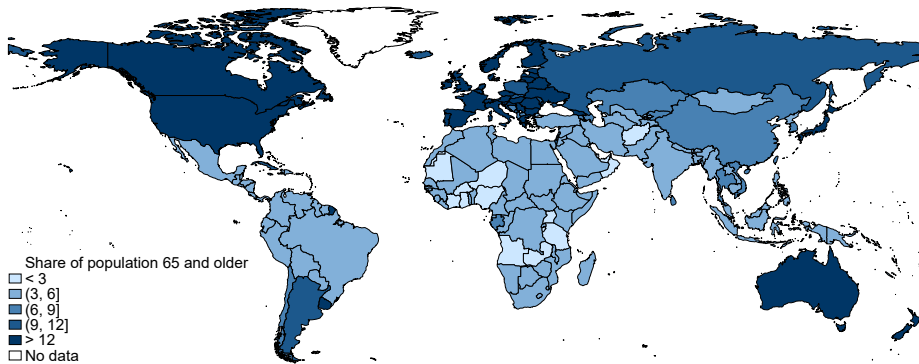 Share of population 65 and older
< 3
(3, 6]
(6, 9]
(9, 12]
> 12
No data